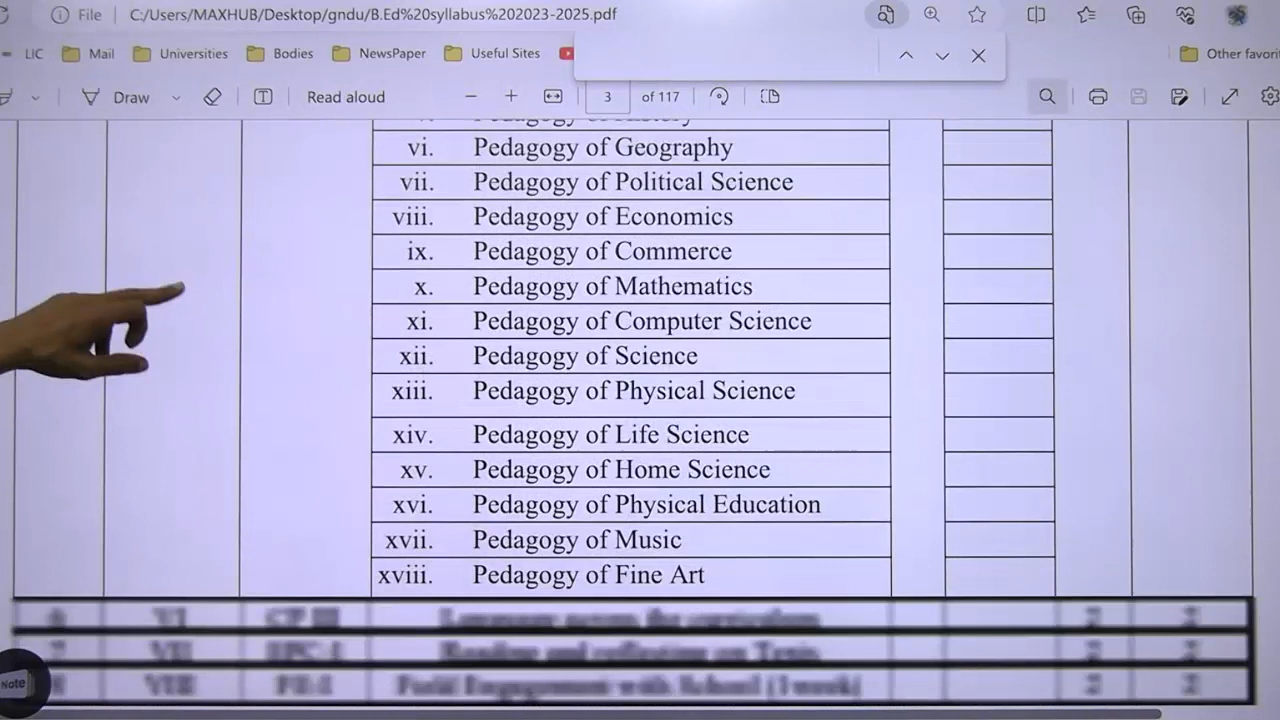 File C:/Users/MAXHUB/Desktop/gndu/B.Ed%20syllabus%202023-2025.pdf
LIC Mail Universities Bodies NewsPaper Useful Sites Other favori
Draw Read aloud 3 of 117
vi. Pedagogy of Geography
vii. Pedagogy of Political Science
viii. Pedagogy of Economics
ix. Pedagogy of Commerce
x. Pedagogy of Mathematics
xi. Pedagogy of Computer Science
xii. Pedagogy of Science
xiii. Pedagogy of Physical Science
xiv. Pedagogy of Life Science
xv. Pedagogy of Home Science
xvi. Pedagogy of Physical Education
xvii. Pedagogy of Music
xviii. Pedagogy of Fine Art
Note